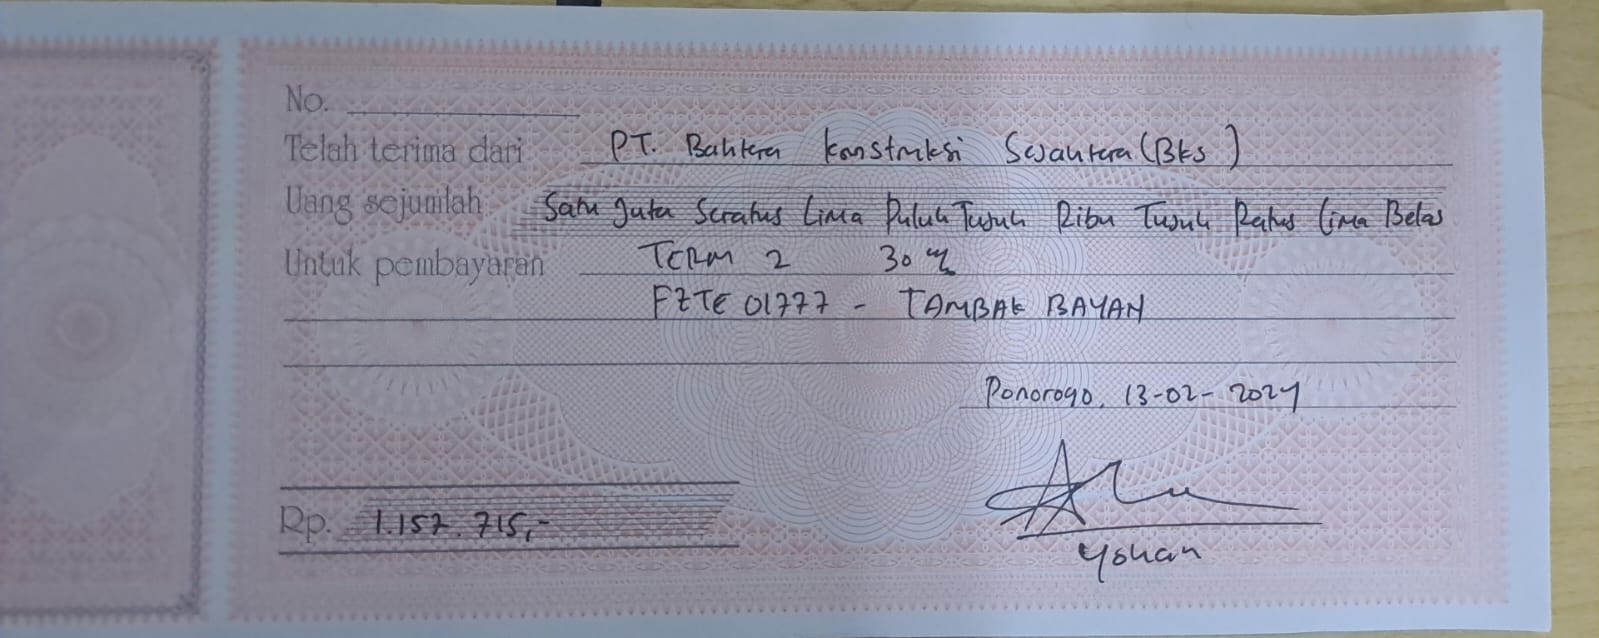 No.
Telah terima dari PT. Bahtera Konstruksi Sejahtera (BKS)
Uang sejumlah Satu Juta Seratus Lima Puluh Tujuh Ribu Tujuh Ratus Lima Belas
Untuk pembayaran TERM 2 30 %
FZTE 01777 - TAMBAK BAYAN
Ponorogo, 13-02-2024
Rp. 1.157.715,-
Yohan